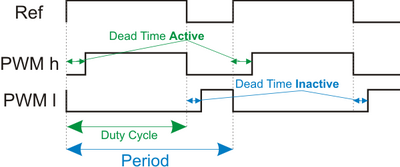 Ref
Dead Time Active
PWM h
Dead Time Inactive
PWM l
Duty Cycle
Period